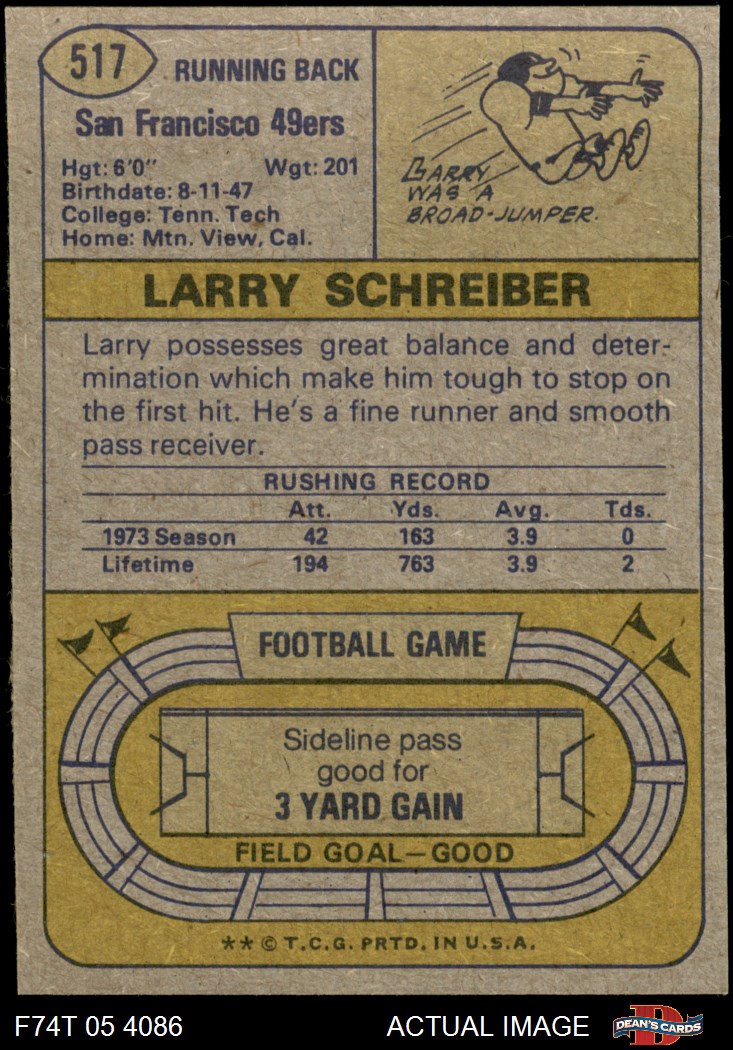 517
RUNNING BACK
San Francisco 49ers
Hgt: 6'0" Wgt: 201
Birthdate: 8-11-47
College: Tenn. Tech
Home: Mtn. View, Cal.
LARRY
WAS A
BROAD-JUMPER.
LARRY SCHREIBER
Larry possesses great balance and deter-
mination which make him tough to stop on
the first hit. He's a fine runner and smooth
pass receiver.
RUSHING RECORD
Att. Yds. Avg. Tds.
1973 Season 42 163 3.9 0
Lifetime 194 763 3.9 2
FOOTBALL GAME
Sideline pass
good for
3 YARD GAIN
FIELD GOAL—GOOD
** © T.C.G. PRTD. IN U.S.A.
F74T 05 4086 ACTUAL IMAGE D DEAN'S CARDS